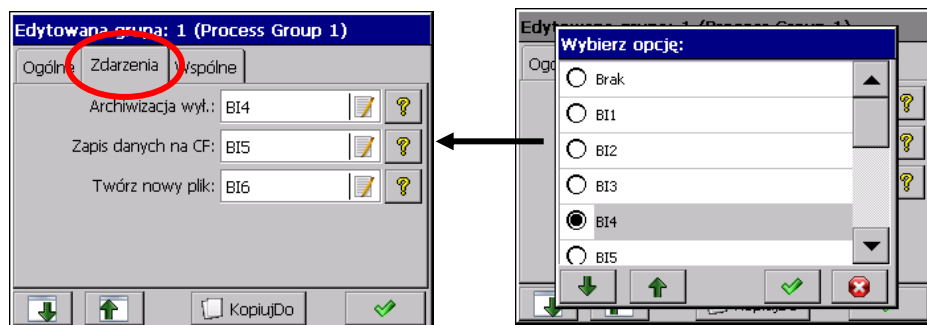 Edytowana grupa: 1 (Process Group 1)
Ogólne Zdarzenia Wspólne
Archiwizacja wył.: BI4
Zapis danych na CF: BI5
Twórz nowy plik: BI6
KopiujDo
Wybierz opcję:
Brak
BI1
BI2
BI3
BI4
BI5